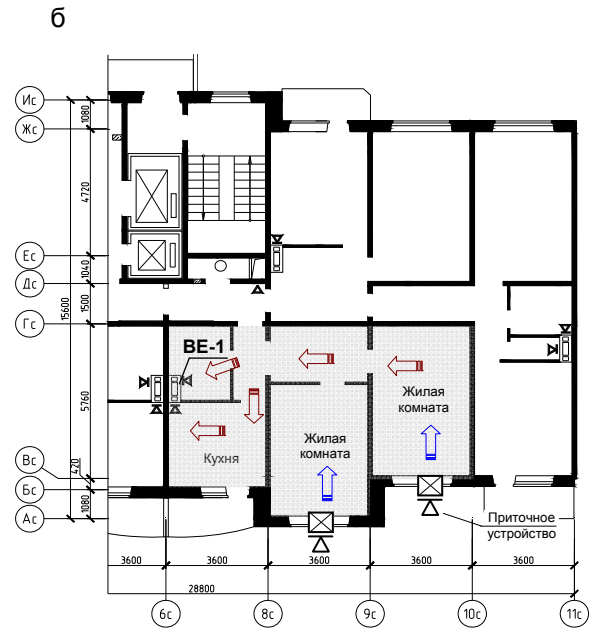 б
Ис
Жс
Ес
Дс
Гс
Вс
Бс
Ас
1080
4720
1040
1500
5760
420
1080
15600
ВЕ-1
Жилая
комната
Жилая
комната
Кухня
Приточное
устройство
3600
3600
3600
3600
3600
28800
6с
8с
9с
10с
11с